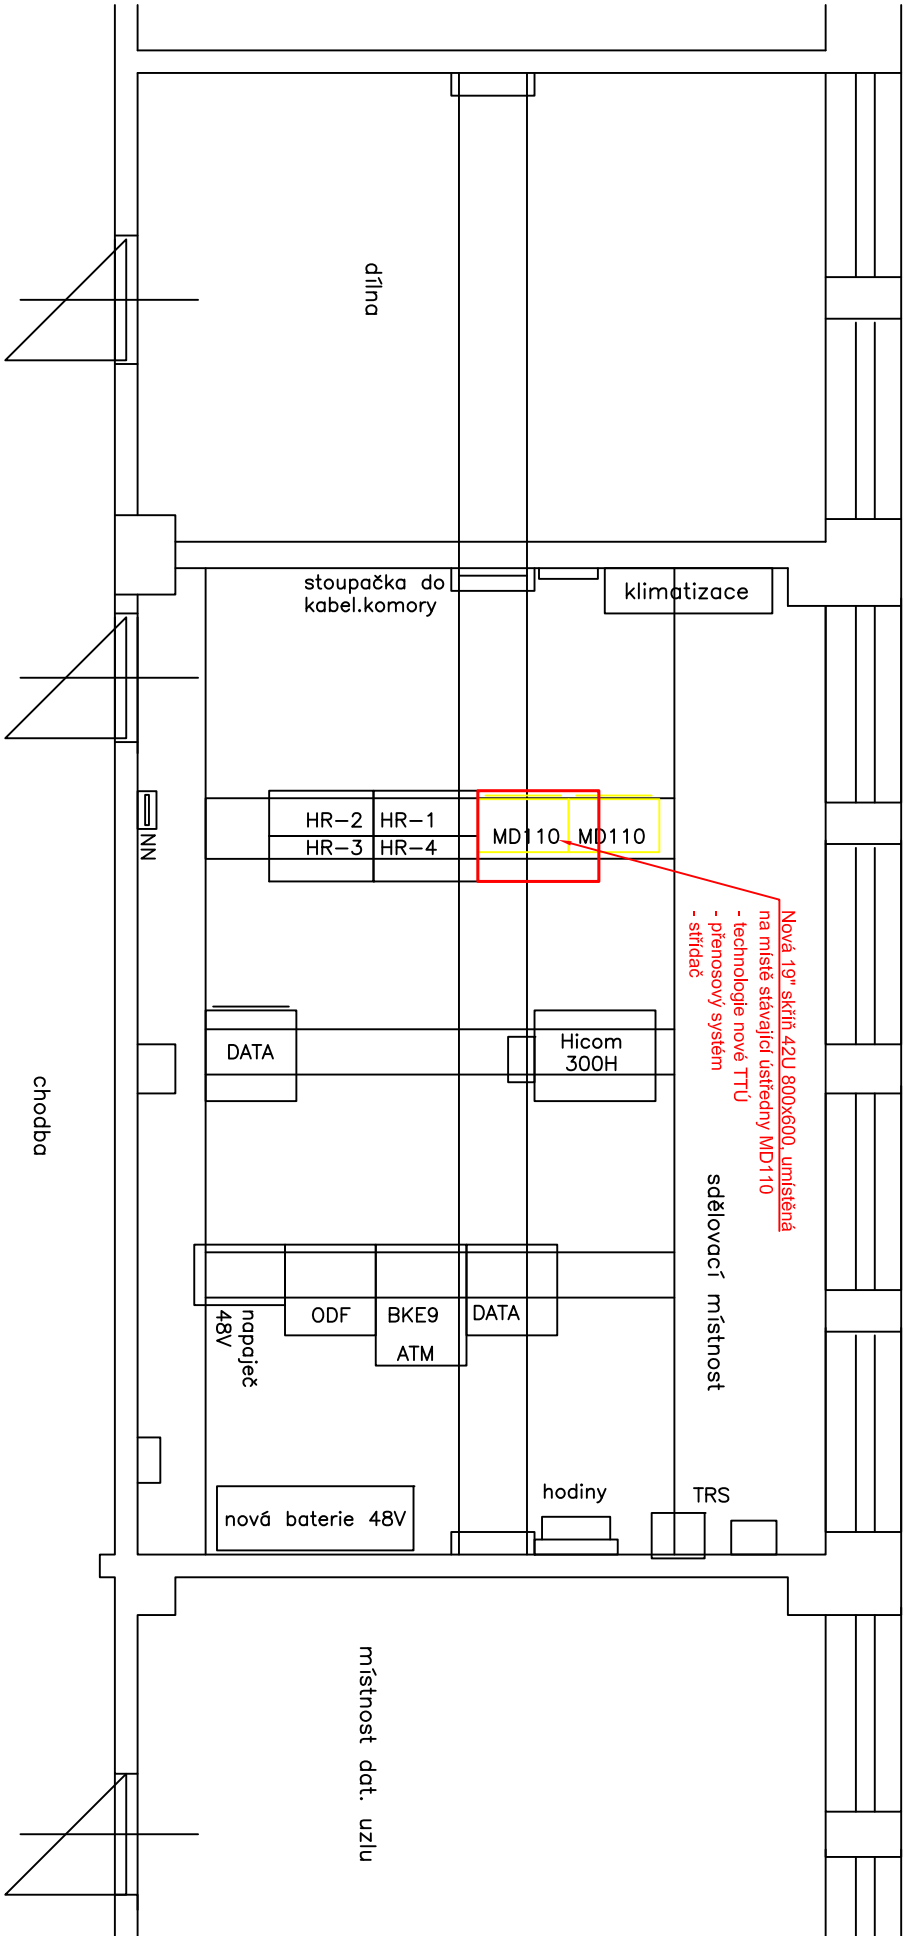 dílna
stoupačka do
kabel.komory
klimatizace
HR-2 HR-1
HR-3 HR-4
MD110 MD110
NN
Nová 19" skříň 42U 800x600, umístěná
na místě stávající ústředny MD110
- technologie nové TTÚ
- přenosový systém
- střídač
DATA
Hicom
300H
chodba
sdělovací místnost
napaječ
48V
ODF
BKE9
ATM
DATA
nová baterie 48V
hodiny
TRS
místnost dat. uzlu